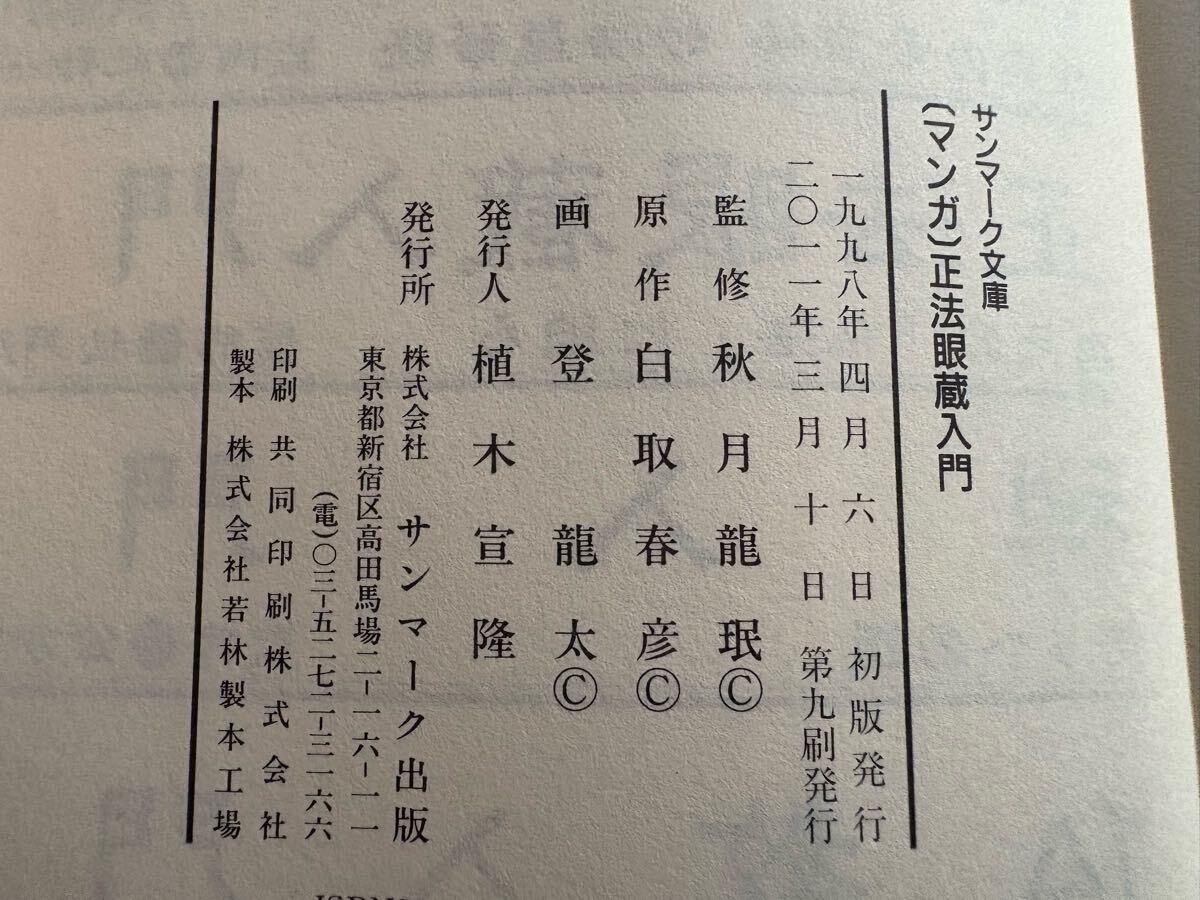 サンマーク文庫
〔マンガ〕正法眼蔵入門
一九九八年 四月 六日 初版発行
二〇一一年 三月 十日 第九刷発行
監修 秋月龍珉©
原作 白取春彦©
画 登龍太©
発行人 植木宣隆
発行所 株式会社 サンマーク出版
東京都新宿区高田馬場二-一六-一一
(電)〇三-五二七二-三一六六
印刷 共同印刷株式会社
製本 株式会社若林製本工場